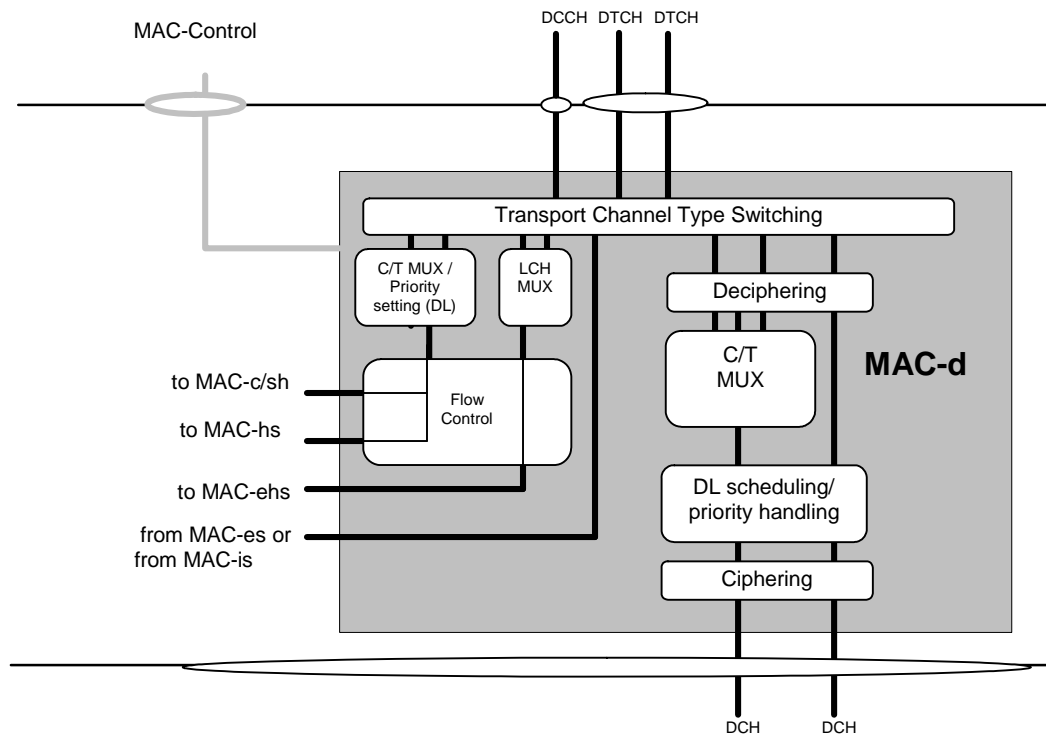 DCCH DTCH DTCH
MAC-Control
Transport Channel Type Switching
C/T MUX /
Priority
setting (DL)
LCH
MUX
Deciphering
C/T
MUX
MAC-d
to MAC-c/sh
Flow
Control
to MAC-hs
to MAC-ehs
DL scheduling/
priority handling
from MAC-es or
from MAC-is
Ciphering
DCH DCH